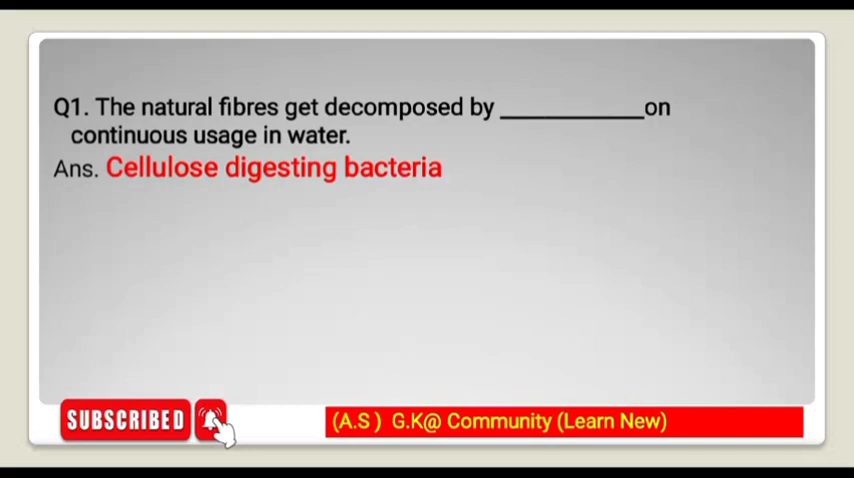 Q1. The natural fibres get decomposed by ____________on
continuous usage in water.
Ans. Cellulose digesting bacteria
SUBSCRIBED
(A.S ) G.K@ Community (Learn New)